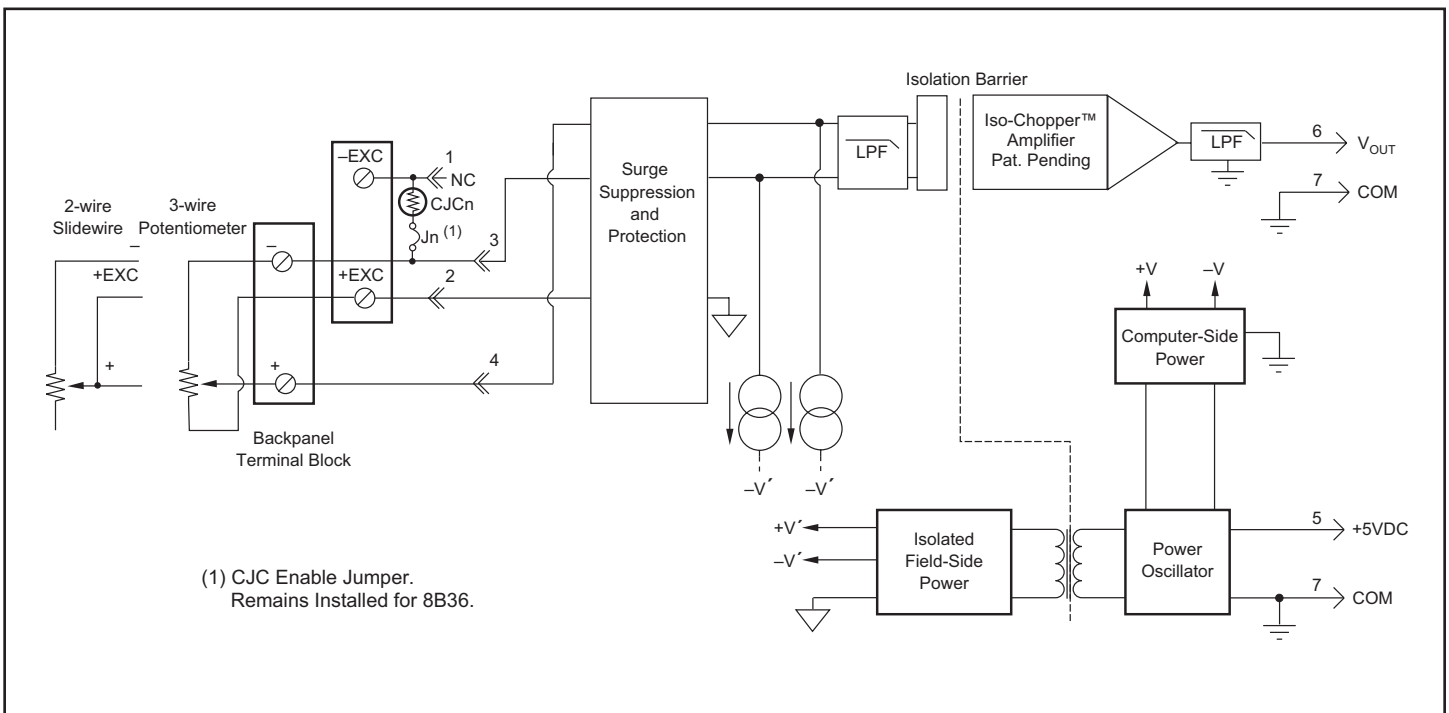 Isolation Barrier
Iso-Chopper™
Amplifier
Pat. Pending
LPF
LPF
6
VOUT
7
COM
–EXC
1
NC
CJCn
Jn (1)
Surge
Suppression
and
Protection
2-wire
Slidewire
3-wire
Potentiometer
–
+EXC
+
–
+EXC
3
2
+
4
Backpanel
Terminal Block
+V
–V
Computer-Side
Power
–V´
–V´
+V´
–V´
Isolated
Field-Side
Power
Power
Oscillator
5
+5VDC
7
COM
(1) CJC Enable Jumper.
Remains Installed for 8B36.